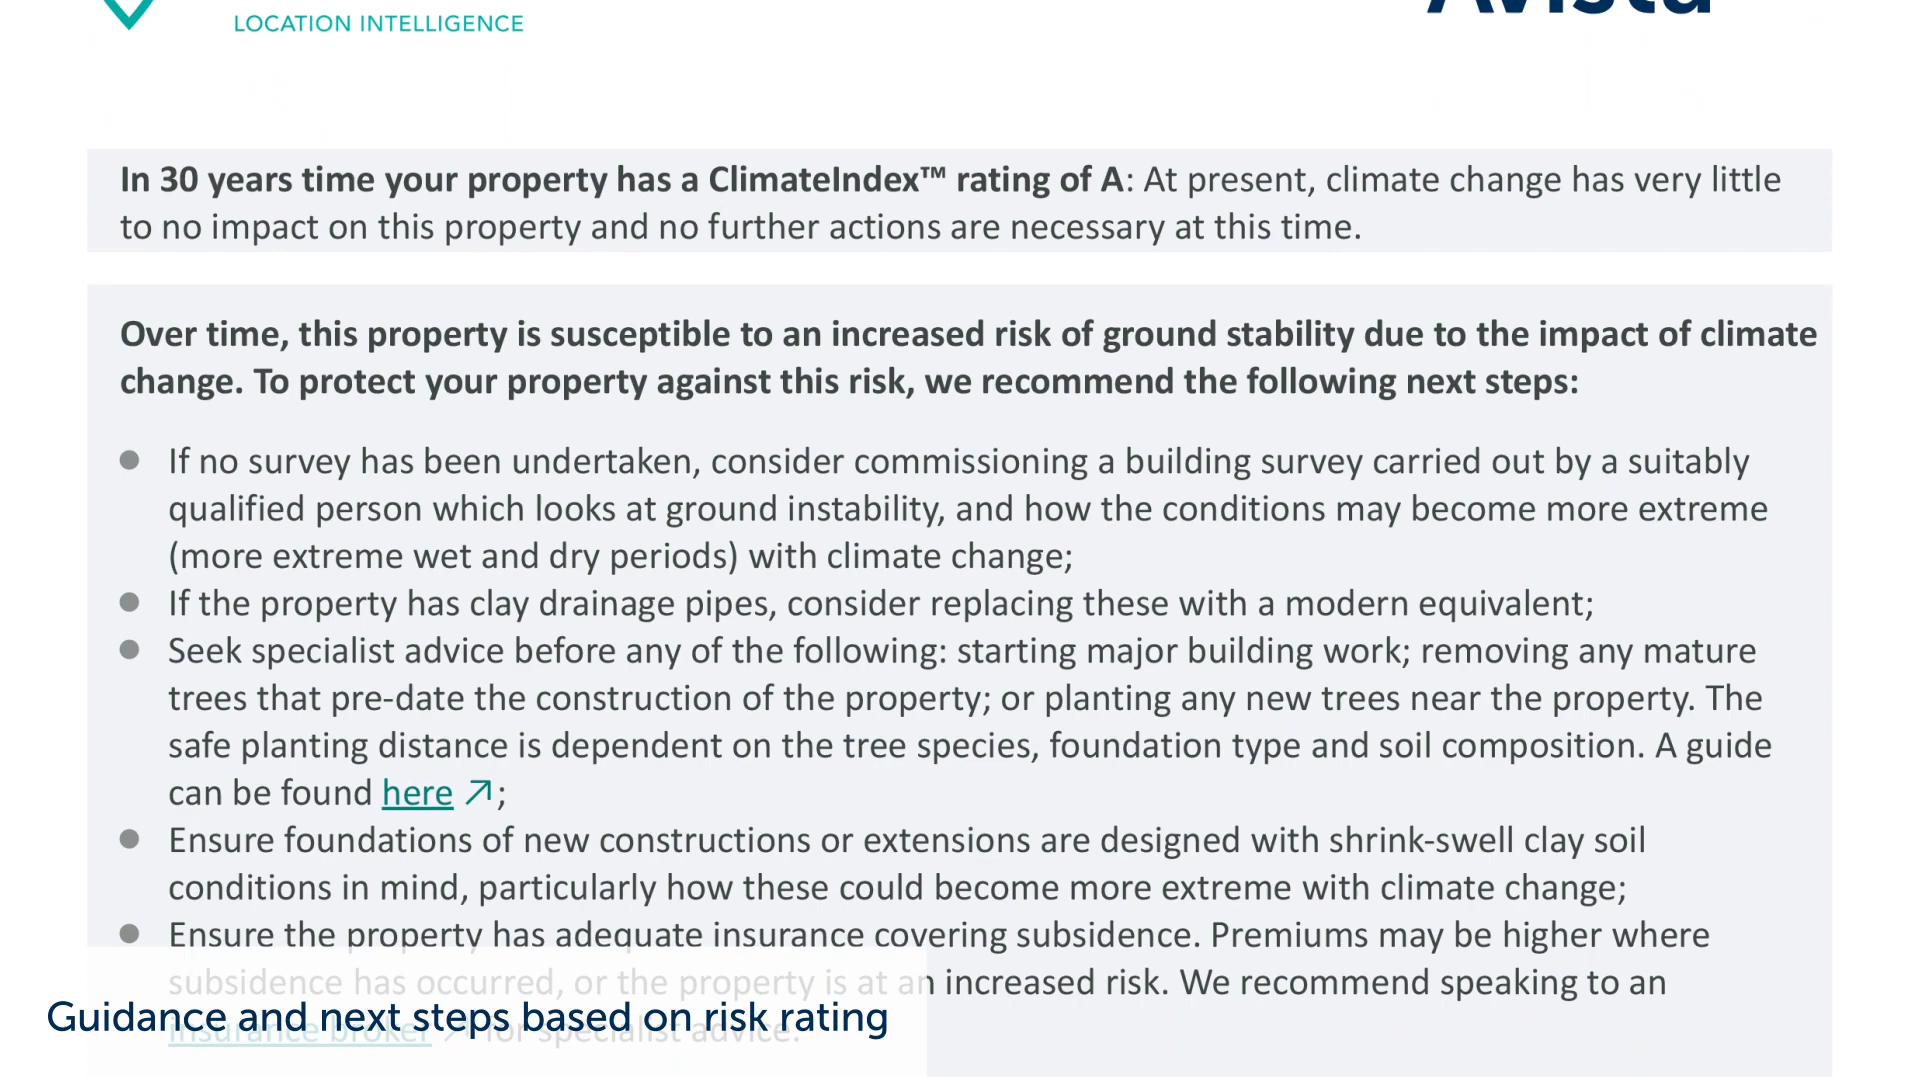 LOCATION INTELLIGENCE
Avista
In 30 years time your property has a ClimateIndex™ rating of A: At present, climate change has very little
to no impact on this property and no further actions are necessary at this time.
Over time, this property is susceptible to an increased risk of ground stability due to the impact of climate
change. To protect your property against this risk, we recommend the following next steps:
If no survey has been undertaken, consider commissioning a building survey carried out by a suitably
qualified person which looks at ground instability, and how the conditions may become more extreme
(more extreme wet and dry periods) with climate change;
If the property has clay drainage pipes, consider replacing these with a modern equivalent;
Seek specialist advice before any of the following: starting major building work; removing any mature
trees that pre-date the construction of the property; or planting any new trees near the property. The
safe planting distance is dependent on the tree species, foundation type and soil composition. A guide
can be found here ↗;
Ensure foundations of new constructions or extensions are designed with shrink-swell clay soil
conditions in mind, particularly how these could become more extreme with climate change;
Ensure the property has adequate insurance covering subsidence. Premiums may be higher where
subsidence has occurred, or the property is at an increased risk. We recommend speaking to an
insurance broker ↗ for specialist advice.
Guidance and next steps based on risk rating